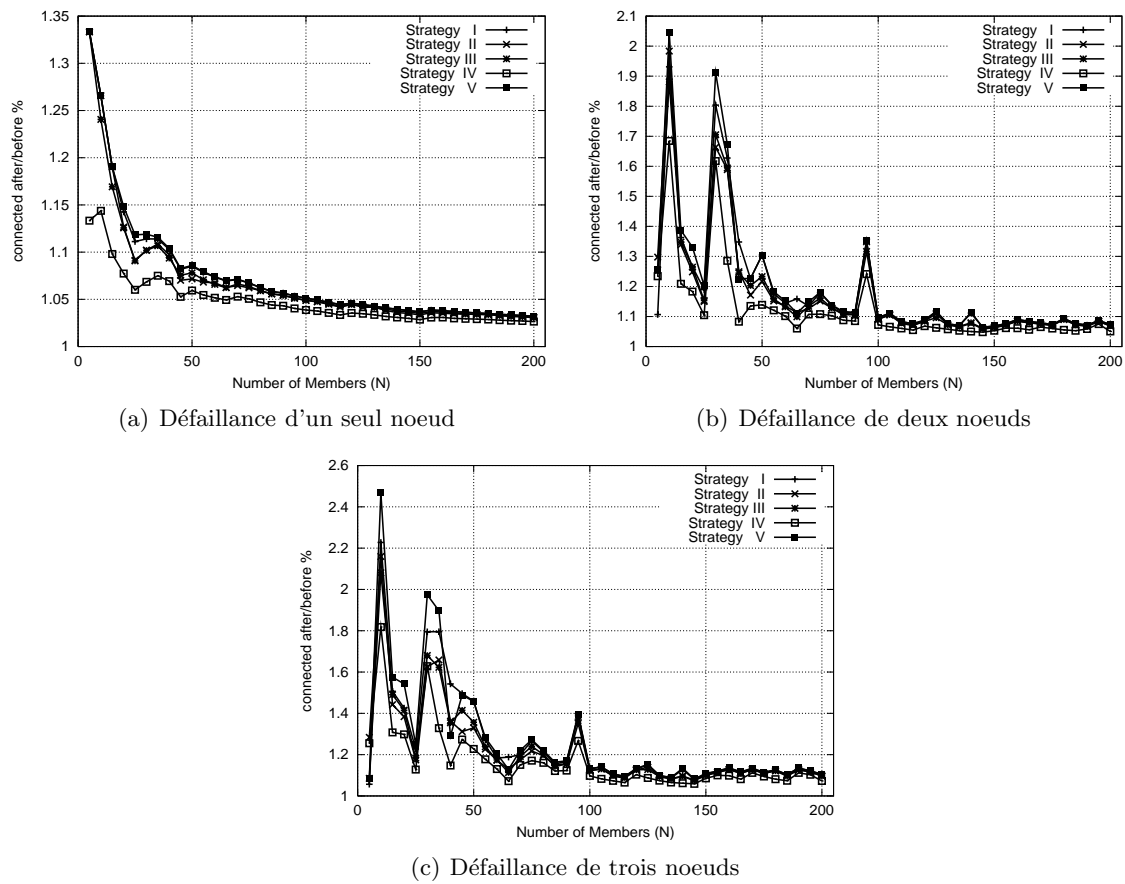 1.35
1.3
1.25
1.2
1.15
1.1
1.05
1
0
50
100
150
200
connected after/before %
Number of Members (N)
Strategy I
Strategy II
Strategy III
Strategy IV
Strategy V
(a) Défaillance d'un seul noeud
2.1
2
1.9
1.8
1.7
1.6
1.5
1.4
1.3
1.2
1.1
1
0
50
100
150
200
connected after/before %
Number of Members (N)
Strategy I
Strategy II
Strategy III
Strategy IV
Strategy V
(b) Défaillance de deux noeuds
2.6
2.4
2.2
2
1.8
1.6
1.4
1.2
1
0
50
100
150
200
connected after/before %
Number of Members (N)
Strategy I
Strategy II
Strategy III
Strategy IV
Strategy V
(c) Défaillance de trois noeuds